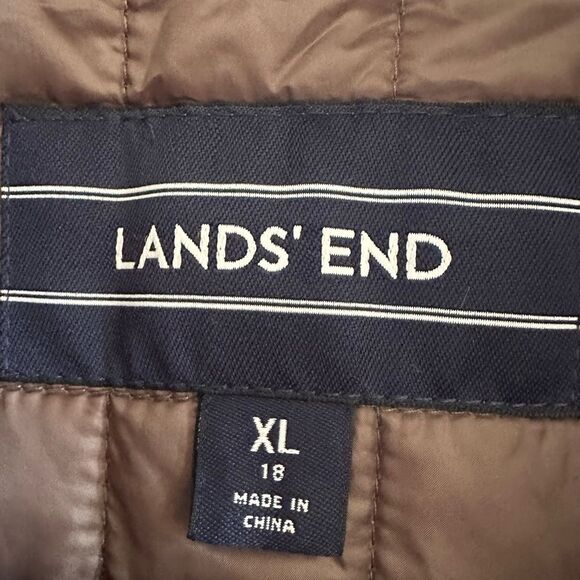 LANDS' END
XL
18
MADE IN
CHINA